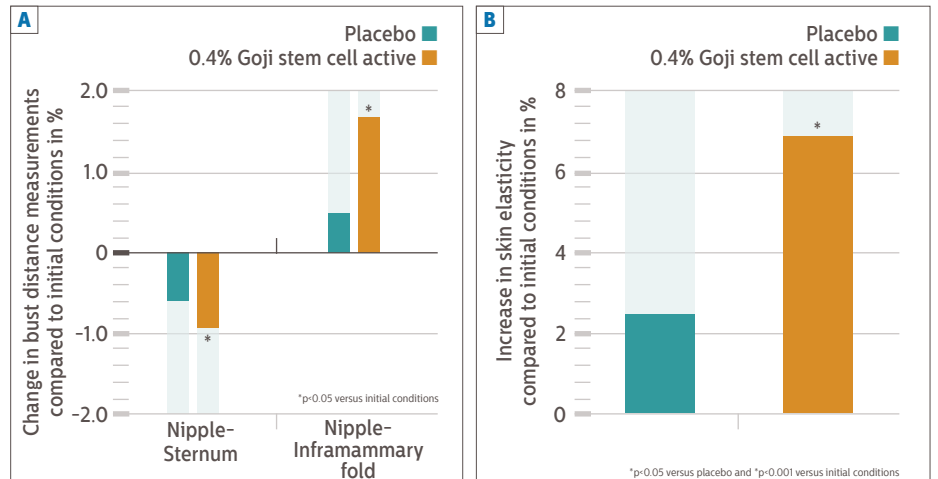 A
Placebo
0.4% Goji stem cell active
Change in bust distance measurements
compared to initial conditions in %
2.0
1.0
0
–1.0
–2.0
*
*
*p<0.05 versus initial conditions
Nipple-
Sternum
Nipple-
Inframammary
fold
B
Placebo
0.4% Goji stem cell active
Increase in skin elasticity
compared to initial conditions in %
8
6
4
2
0
*
*p<0.05 versus placebo and *p<0.001 versus initial conditions